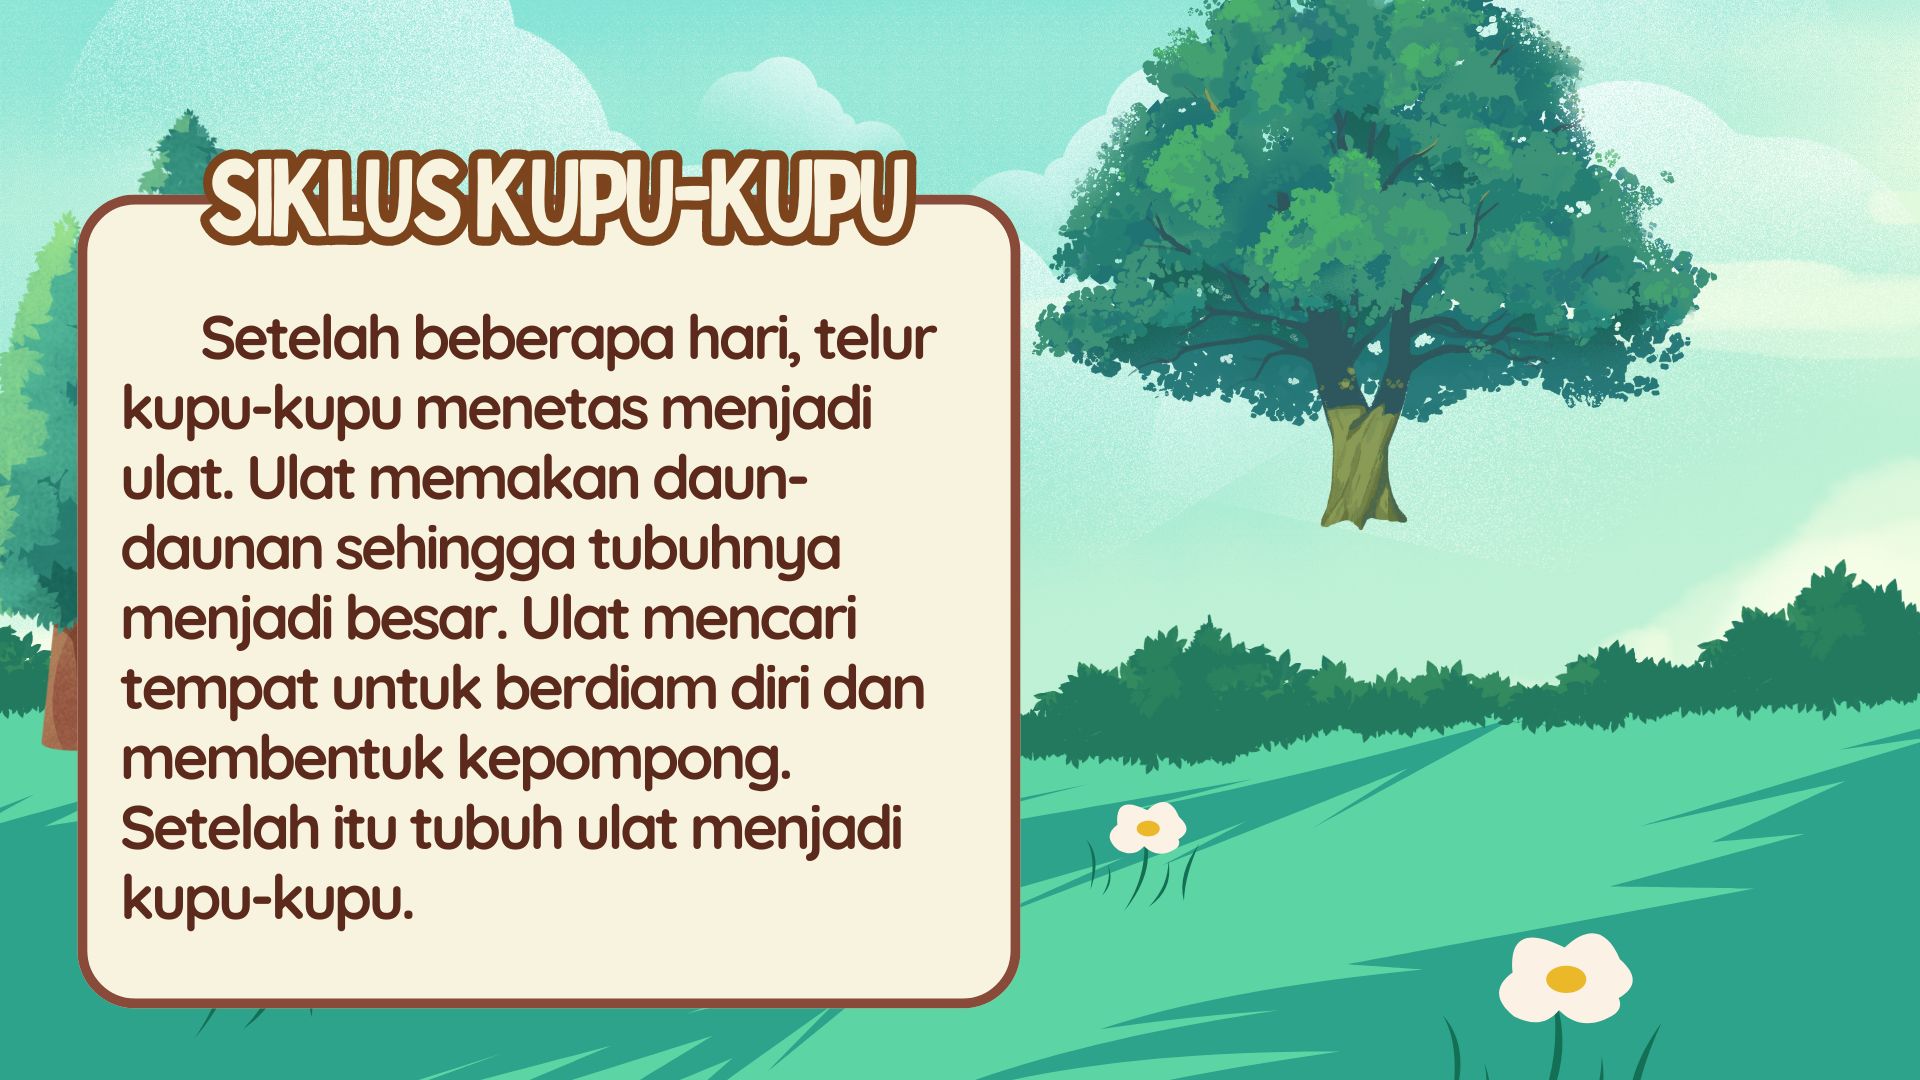 SIKLUS KUPU-KUPU
Setelah beberapa hari, telur
kupu-kupu menetas menjadi
ulat. Ulat memakan daun-
daunan sehingga tubuhnya
menjadi besar. Ulat mencari
tempat untuk berdiam diri dan
membentuk kepompong.
Setelah itu tubuh ulat menjadi
kupu-kupu.